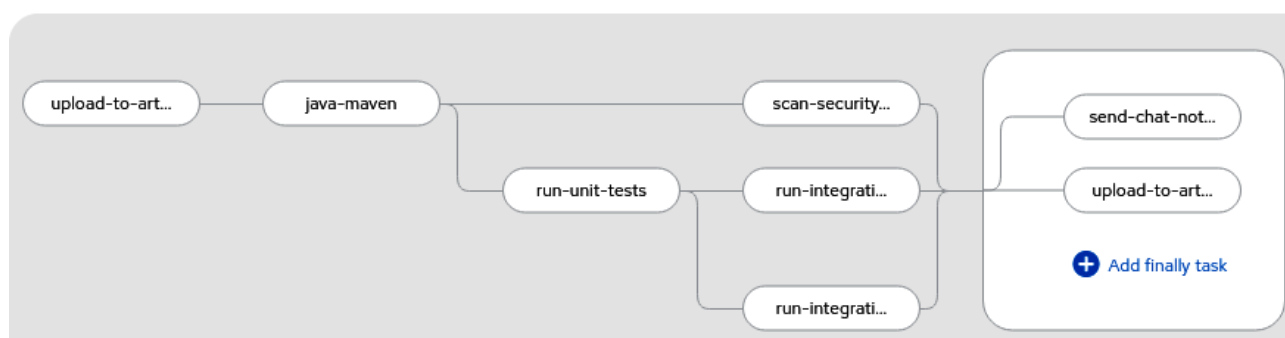 upload-to-art...
java-maven
scan-security...
send-chat-not...
run-unit-tests
run-integrati...
upload-to-art...
Add finally task
run-integrati...